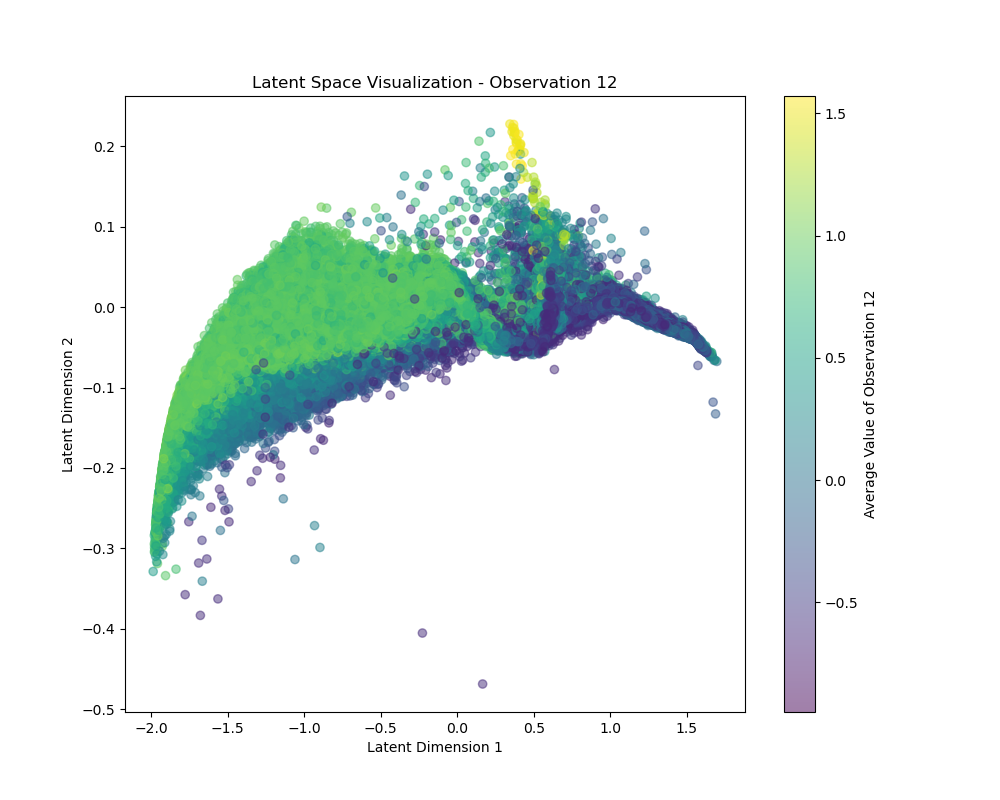 Latent Space Visualization - Observation 12
0.2
0.1
0.0
−0.1
−0.2
−0.3
−0.4
−0.5
Latent Dimension 2
−2.0 −1.5 −1.0 −0.5 0.0 0.5 1.0 1.5
Latent Dimension 1
1.5
1.0
0.5
0.0
−0.5
Average Value of Observation 12